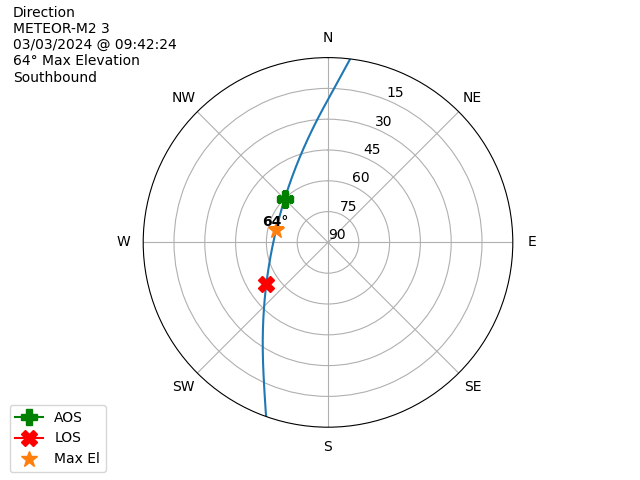 Direction
METEOR-M2 3
03/03/2024 @ 09:42:24
64° Max Elevation
Southbound
N
NW
NE
15
30
45
60
75
90
64°
W
E
SW
SE
S
AOS
LOS
Max El